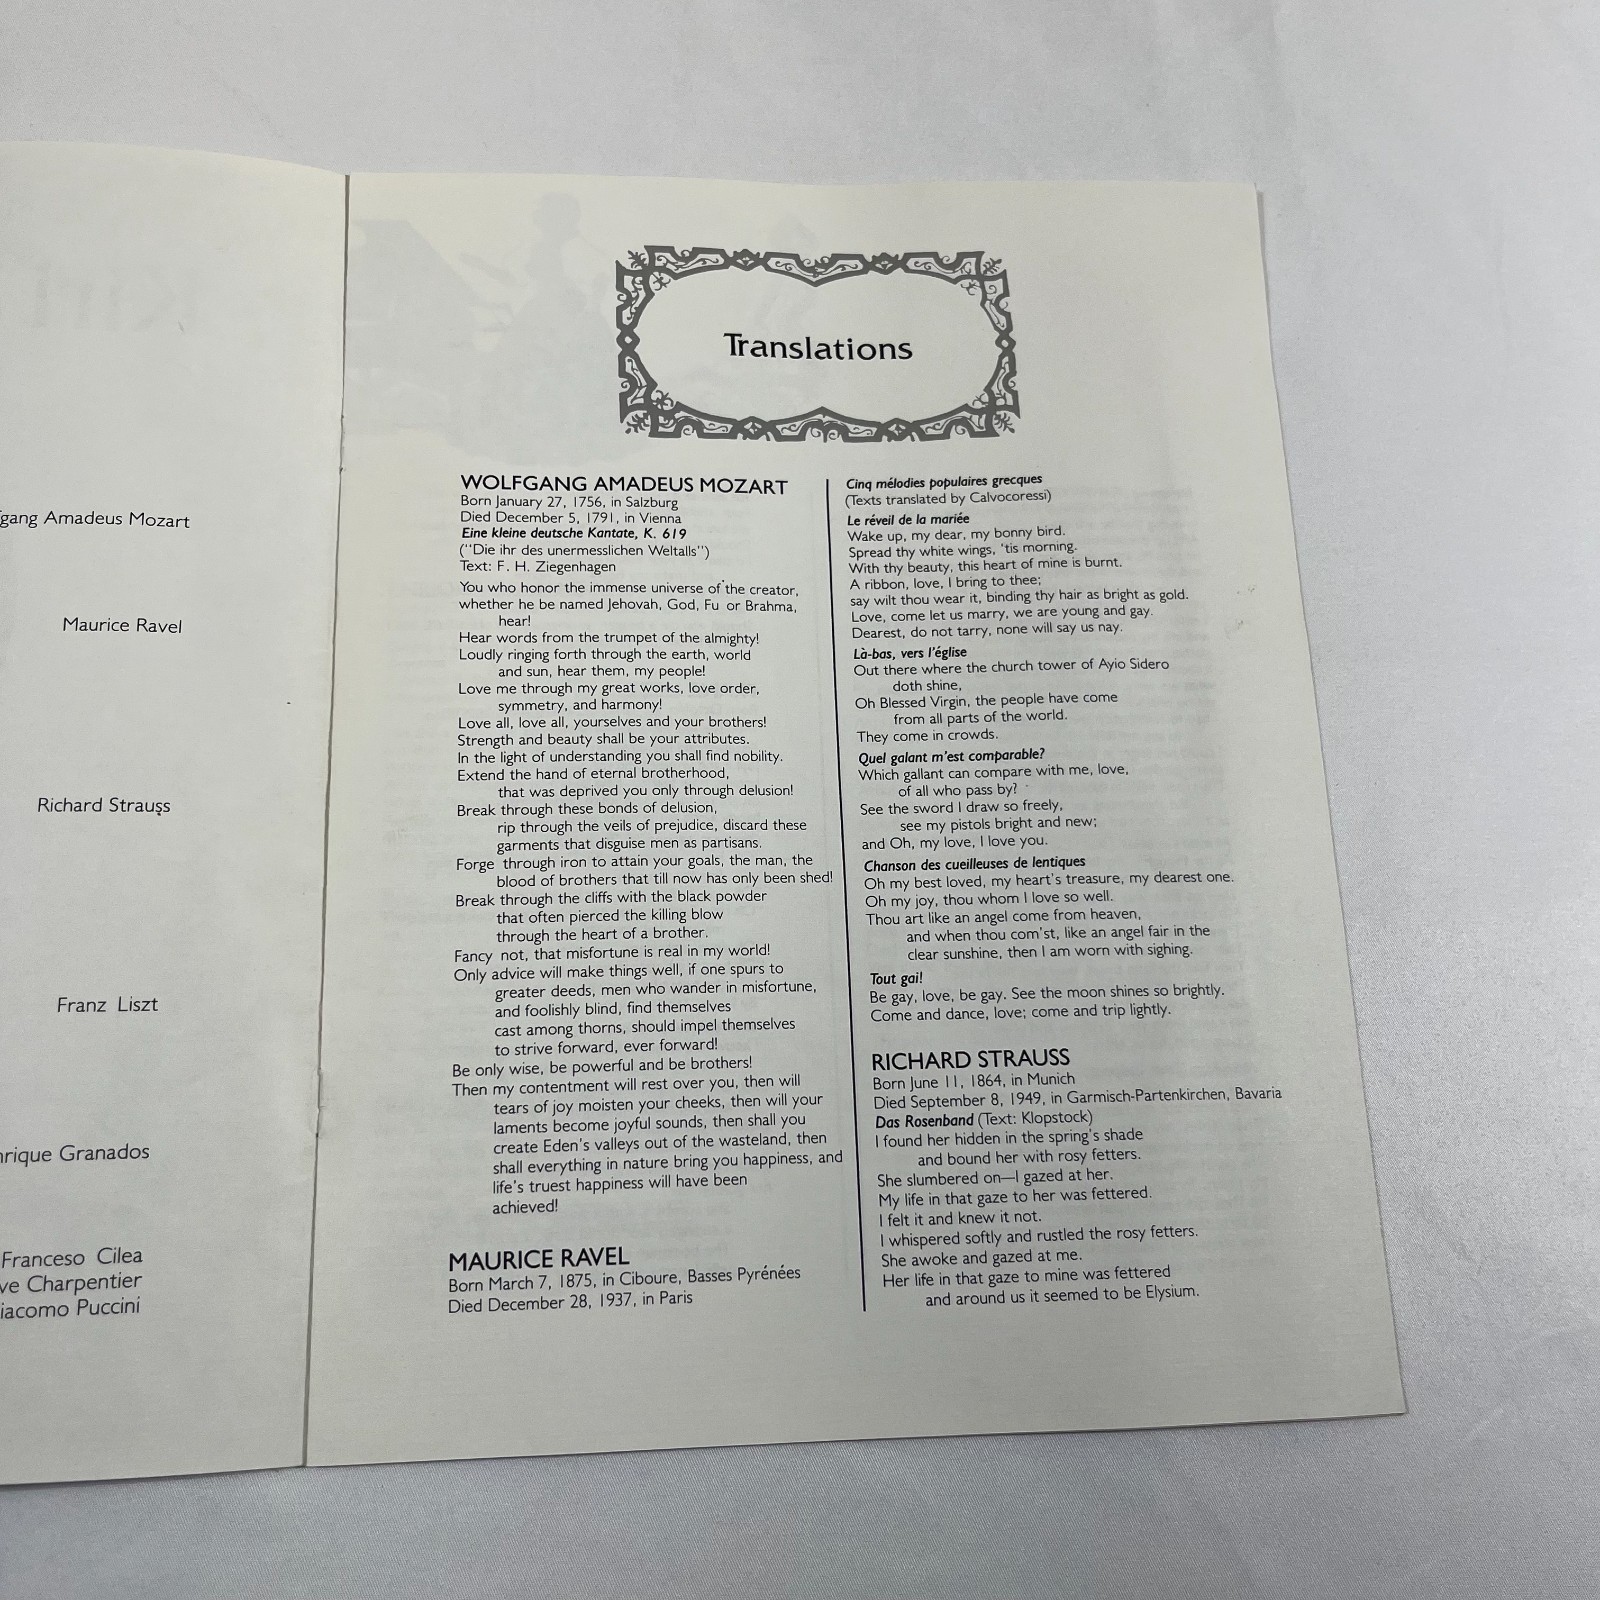 gang Amadeus Mozart
Maurice Ravel
Richard Strauss
Franz Liszt
nrique Granados
Franceso Cilea
ve Charpentier
iacomo Puccini
Translations
WOLFGANG AMADEUS MOZART
Born January 27, 1756, in Salzburg
Died December 5, 1791, in Vienna
Eine kleine deutsche Kantate, K. 619
("Die ihr des unermesslichen Weltalls")
Text: F. H. Ziegenhagen
You who honor the immense universe of the creator,
whether he be named Jehovah, God, Fu or Brahma,
hear!
Hear words from the trumpet of the almighty!
Loudly ringing forth through the earth, world
and sun, hear them, my people!
Love me through my great works, love order,
symmetry, and harmony!
Love all, love all, yourselves and your brothers!
Strength and beauty shall be your attributes.
In the light of understanding you shall find nobility.
Extend the hand of eternal brotherhood,
that was deprived you only through delusion!
Break through these bonds of delusion,
rip through the veils of prejudice, discard these
garments that disguise men as partisans.
Forge through iron to attain your goals, the man, the
blood of brothers that till now has only been shed!
Break through the cliffs with the black powder
that often pierced the killing blow
through the heart of a brother.
Fancy not, that misfortune is real in my world!
Only advice will make things well, if one spurs to
greater deeds, men who wander in misfortune,
and foolishly blind, find themselves
cast among thorns, should impel themselves
to strive forward, ever forward!
Be only wise, be powerful and be brothers!
Then my contentment will rest over you, then will
tears of joy moisten your cheeks, then will your
laments become joyful sounds, then shall you
create Eden's valleys out of the wasteland, then
shall everything in nature bring you happiness, and
life's truest happiness will have been
achieved!
MAURICE RAVEL
Born March 7, 1875, in Ciboure, Basses Pyrénées
Died December 28, 1937, in Paris
Cinq mélodies populaires grecques
(Texts translated by Calvocoressi)
Le réveil de la mariée
Wake up, my dear, my bonny bird.
Spread thy white wings, 'tis morning.
With thy beauty, this heart of mine is burnt.
A ribbon, love, I bring to thee;
say wilt thou wear it, binding thy hair as bright as gold.
Love, come let us marry, we are young and gay.
Dearest, do not tarry, none will say us nay.
Là-bas, vers l'église
Out there where the church tower of Ayio Sidero
doth shine,
Oh Blessed Virgin, the people have come
from all parts of the world.
They come in crowds.
Quel galant m'est comparable?
Which gallant can compare with me, love,
of all who pass by?
See the sword I draw so freely,
see my pistols bright and new;
and Oh, my love, I love you.
Chanson des cueilleuses de lentiques
Oh my best loved, my heart's treasure, my dearest one.
Oh my joy, thou whom I love so well.
Thou art like an angel come from heaven,
and when thou com'st, like an angel fair in the
clear sunshine, then I am worn with sighing.
Tout gai!
Be gay, love, be gay. See the moon shines so brightly.
Come and dance, love; come and trip lightly.
RICHARD STRAUSS
Born June 11, 1864, in Munich
Died September 8, 1949, in Garmisch-Partenkirchen, Bavaria
Das Rosenband (Text: Klopstock)
I found her hidden in the spring's shade
and bound her with rosy fetters.
She slumbered on—I gazed at her.
My life in that gaze to her was fettered.
I felt it and knew it not.
I whispered softly and rustled the rosy fetters.
She awoke and gazed at me.
Her life in that gaze to mine was fettered
and around us it seemed to be Elysium.